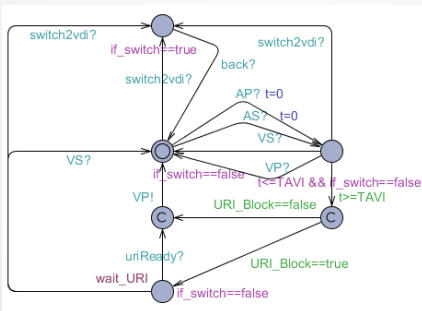 switch2vdi?
switch2vdi?
if_switch==true
back?
switch2vdi?
AP? t=0
AS? t=0
VS?
VS?
VP?
if_switch==false
t<=TAVI && if_switch==false
VP!
t>=TAVI
URI_Block==false
C
C
uriReady?
URI_Block==true
wait_URI
if_switch==false